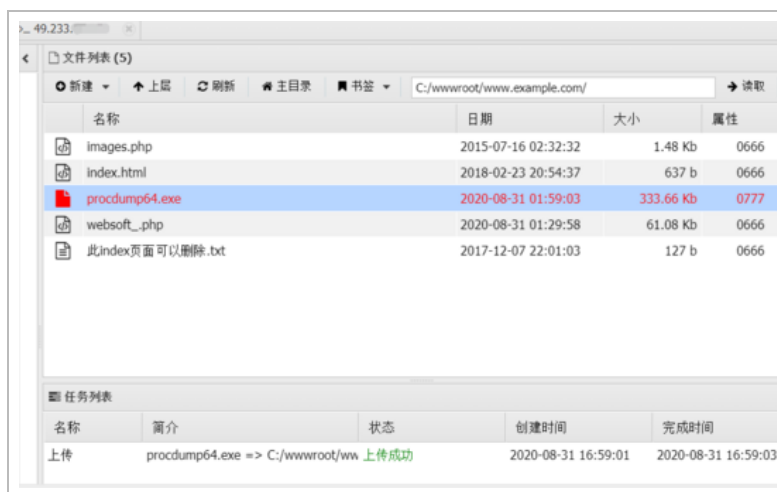 49.233.
文件列表 (5)
新建 上层 刷新 主目录 书签 C:/wwwroot/www.example.com/ 读取
名称 日期 大小 属性
images.php 2015-07-16 02:32:32 1.48 Kb 0666
index.html 2018-02-23 20:54:37 637 b 0666
procdump64.exe 2020-08-31 01:59:03 333.66 Kb 0777
websoft_.php 2020-08-31 01:29:58 61.08 Kb 0666
此index页面可以删除.txt 2017-12-07 22:01:03 127 b 0666
任务列表
名称 简介 状态 创建时间 完成时间
上传 procdump64.exe => C:/wwwroot/ww 上传成功 2020-08-31 16:59:01 2020-08-31 16:59:03